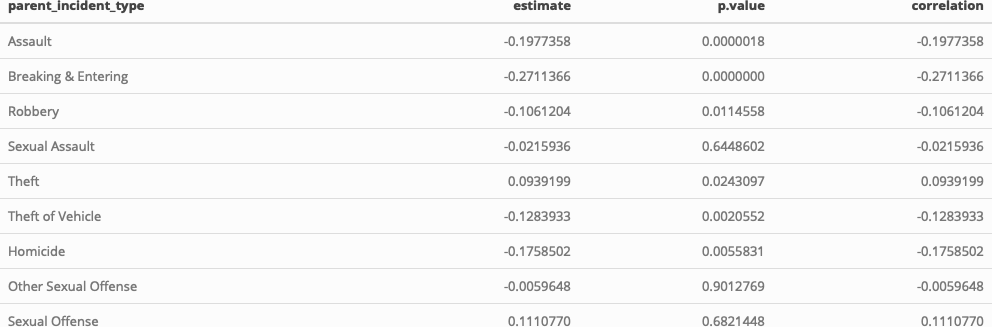 parent_incident_type estimate p.value correlation
Assault -0.1977358 0.0000018 -0.1977358
Breaking & Entering -0.2711366 0.0000000 -0.2711366
Robbery -0.1061204 0.0114558 -0.1061204
Sexual Assault -0.0215936 0.6448602 -0.0215936
Theft 0.0939199 0.0243097 0.0939199
Theft of Vehicle -0.1283933 0.0020552 -0.1283933
Homicide -0.1758502 0.0055831 -0.1758502
Other Sexual Offense -0.0059648 0.9012769 -0.0059648
Sexual Offense 0.1110770 0.6821448 0.1110770